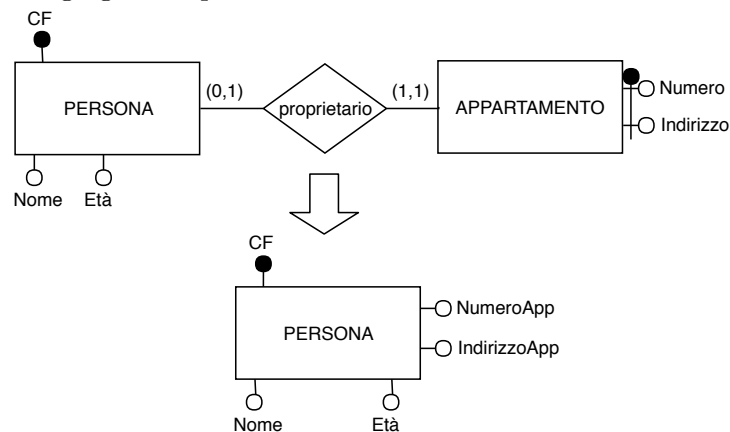 CF
(0,1)
(1,1)
PERSONA
proprietario
APPARTAMENTO
Numero
Indirizzo
Nome
Età
CF
PERSONA
NumeroApp
IndirizzoApp
Nome
Età